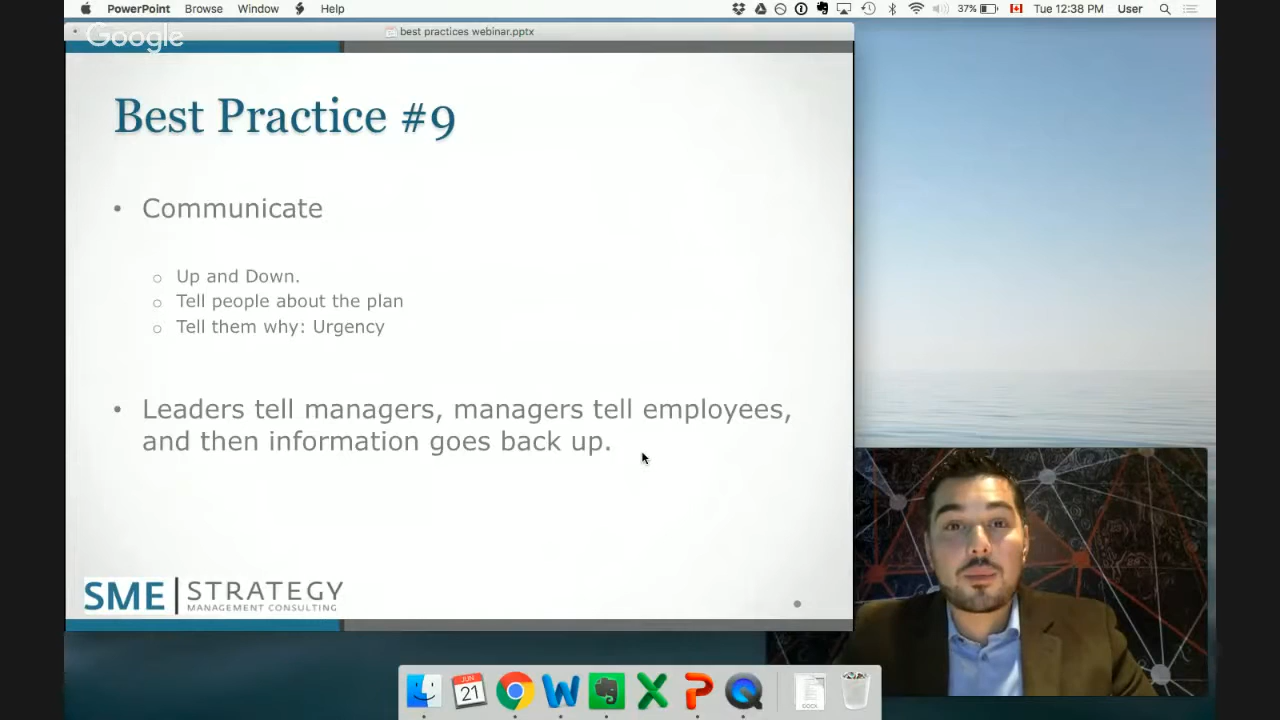 PowerPoint Browse Window Help
37% Tue 12:38 PM User
Google
best practices webinar.pptx
Best Practice #9
• Communicate
o Up and Down.
o Tell people about the plan
o Tell them why: Urgency
• Leaders tell managers, managers tell employees,
and then information goes back up.
SME | STRATEGY
MANAGEMENT CONSULTING
JUN
21
DOCX